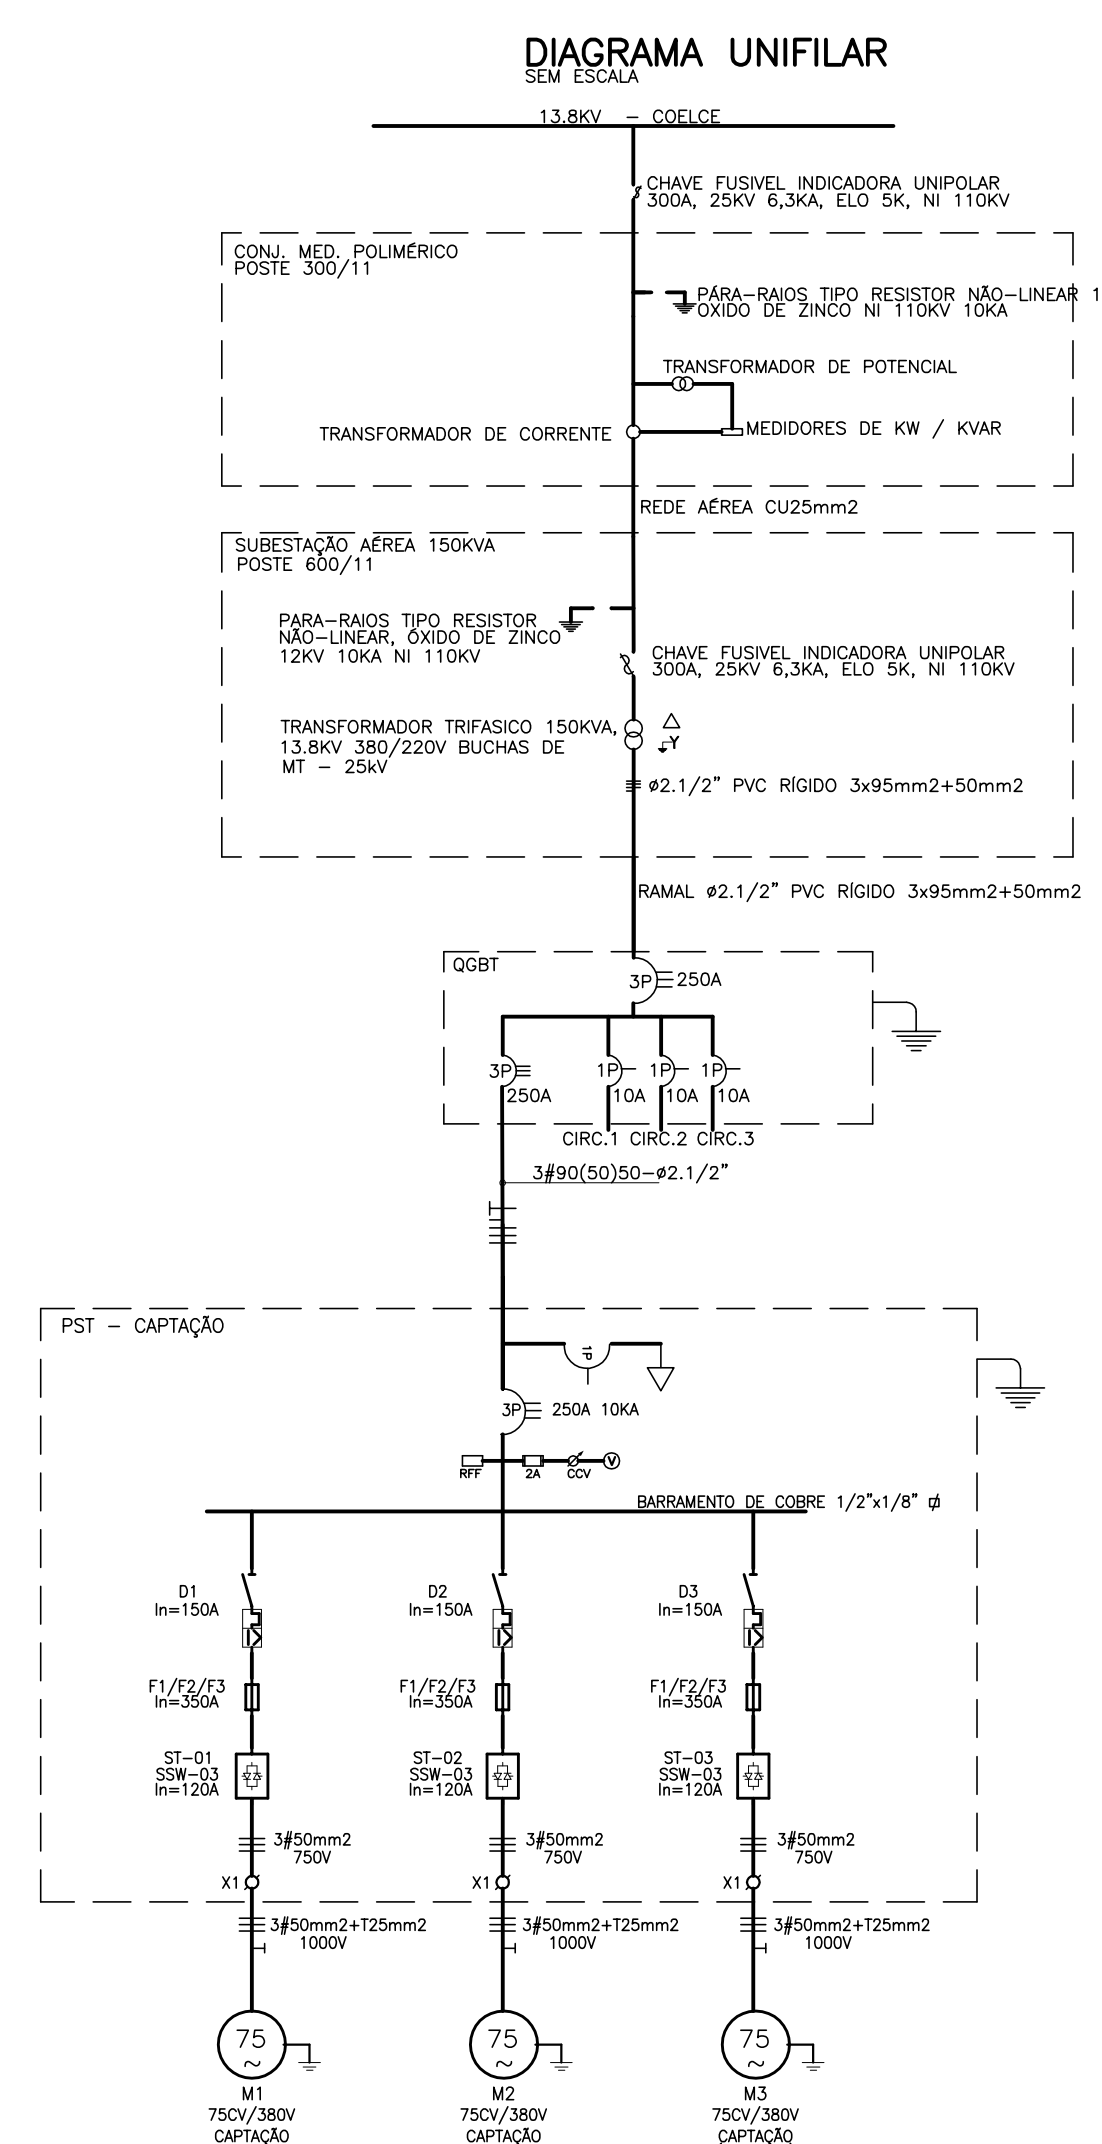 DIAGRAMA UNIFILAR
SEM ESCALA
13.8KV - COELCE
CHAVE FUSIVEL INDICADORA UNIPOLAR
300A, 25KV 6,3KA, ELO 5K, NI 110KV
CONJ. MED. POLIMÉRICO
POSTE 300/11
PÁRA-RAIOS TIPO RESISTOR NÃO-LINEAR 1
OXIDO DE ZINCO NI 110KV 10KA
TRANSFORMADOR DE POTENCIAL
TRANSFORMADOR DE CORRENTE
MEDIDORES DE KW / KVAR
REDE AÉREA CU25mm2
SUBESTAÇÃO AÉREA 150KVA
POSTE 600/11
PARA-RAIOS TIPO RESISTOR
NÃO-LINEAR, ÓXIDO DE ZINCO
12KV 10KA NI 110KV
CHAVE FUSIVEL INDICADORA UNIPOLAR
300A, 25KV 6,3KA, ELO 5K, NI 110KV
TRANSFORMADOR TRIFASICO 150KVA,
13.8KV 380/220V BUCHAS DE
MT - 25kV
Y
ø2.1/2" PVC RÍGIDO 3x95mm2+50mm2
RAMAL ø2.1/2" PVC RÍGIDO 3x95mm2+50mm2
QGBT
3P 250A
3P 1P 1P 1P
250A 10A 10A 10A
CIRC.1 CIRC.2 CIRC.3
3#90(50)50-ø2.1/2"
PST - CAPTAÇÃO
1P
3P 250A 10KA
V
RFF 2A CCV
BARRAMENTO DE COBRE 1/2"x1/8"
D1 D2 D3
In=150A In=150A In=150A
F1/F2/F3 F1/F2/F3 F1/F2/F3
In=350A In=350A In=350A
ST-01 ST-02 ST-03
SSW-03 SSW-03 SSW-03
In=120A In=120A In=120A
3#50mm2 3#50mm2 3#50mm2
750V 750V 750V
X1 X1 X1
3#50mm2+T25mm2 3#50mm2+T25mm2 3#50mm2+T25mm2
1000V 1000V 1000V
75 75 75
~ ~ ~
M1 M2 M3
75CV/380V 75CV/380V 75CV/380V
CAPTAÇÃO CAPTAÇÃO CAPTAÇÃO